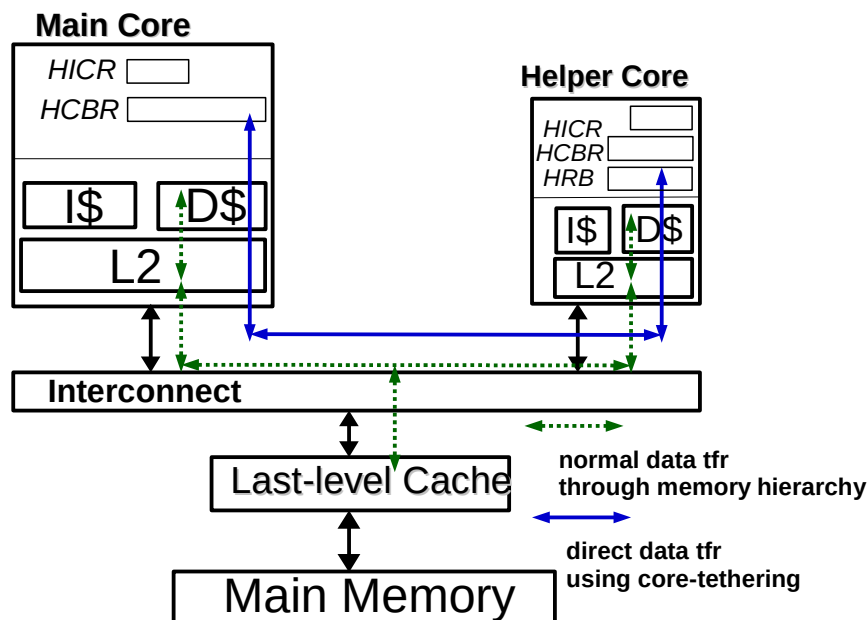 Main Core
HICR
HCBR
I$
D$
L2
Helper Core
HICR
HCBR
HRB
I$
D$
L2
Interconnect
Last-level Cache
Main Memory
normal data tfr
through memory hierarchy
direct data tfr
using core-tethering